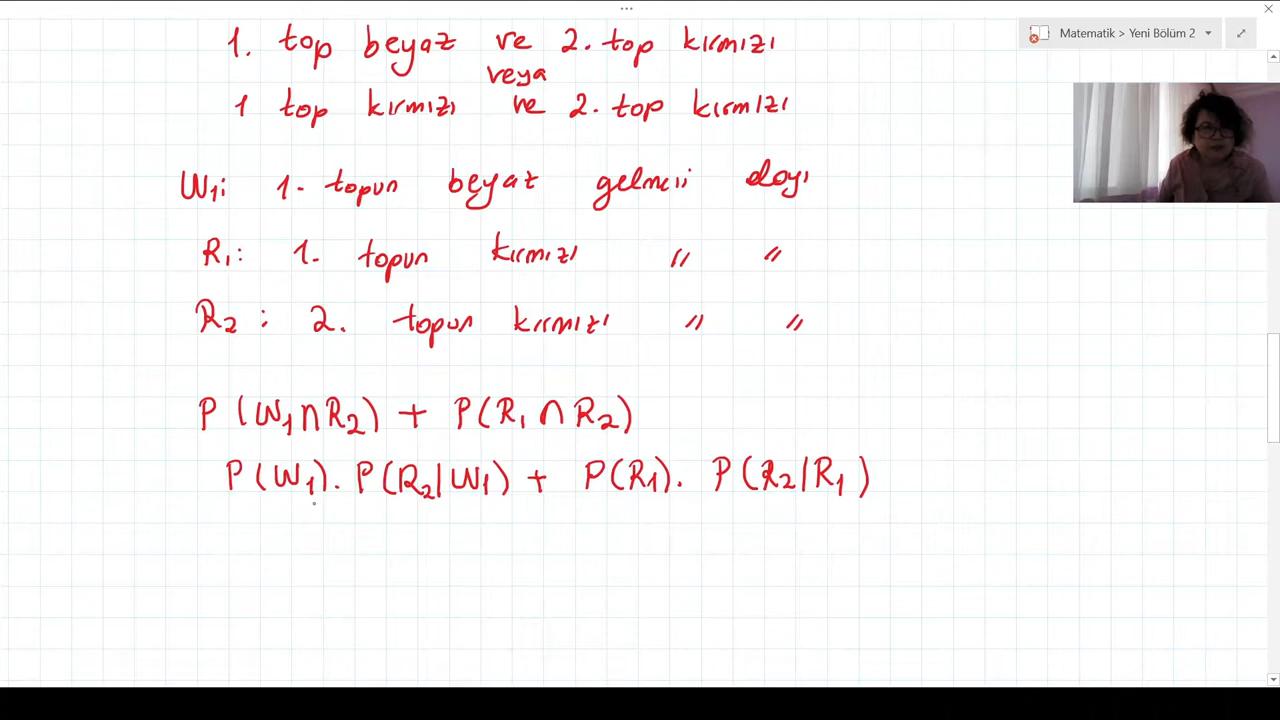 Matematik > Yeni Bölüm 2
1. top beyaz ve 2. top kırmızı
veya
1 top kırmızı ve 2. top kırmızı
W₁: 1. topun beyaz gelmesi olayı
R₁: 1. topun kırmızı " "
R₂ : 2. topun kırmızı " "
P (W₁∩R₂) + P(R₁ ∩ R₂)
P(W₁). P(R₂|W₁) + P(R₁). P(R₂|R₁)